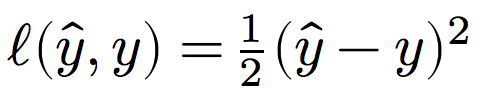 ℓ(ŷ, y) = ½(ŷ − y)²